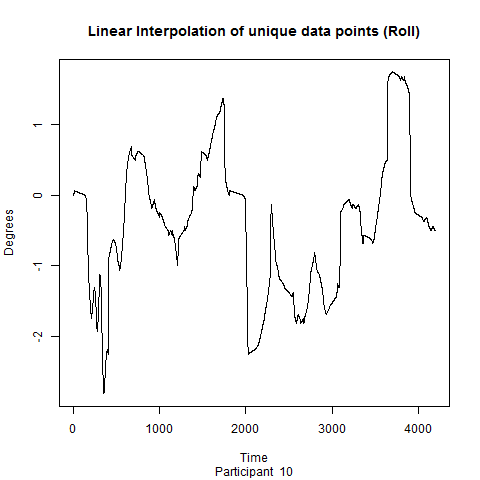 Linear Interpolation of unique data points (Roll)
Degrees
1
0
-1
-2
0 1000 2000 3000 4000
Time
Participant 10